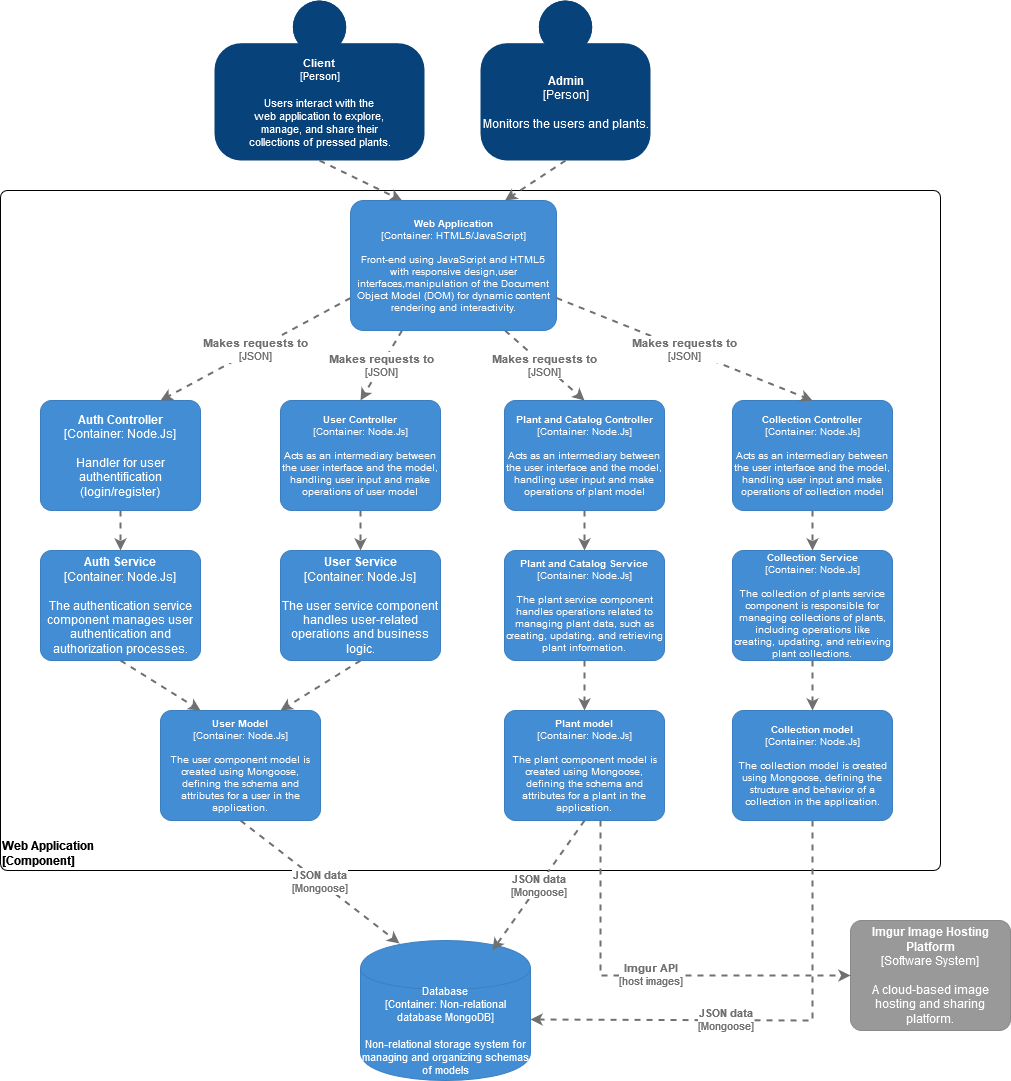 Client
[Person]
Users interact with the
web application to explore,
manage, and share their
collections of pressed plants.
Admin
[Person]
Monitors the users and plants.
Web Application
[Container: HTML5/JavaScript]
Front-end using JavaScript and HTML5
with responsive design,user
interfaces,manipulation of the Document
Object Model (DOM) for dynamic content
rendering and interactivity.
Makes requests to
[JSON]
Makes requests to
[JSON]
Makes requests to
[JSON]
Makes requests to
[JSON]
Auth Controller
[Container: Node.Js]
Handler for user
authentification
(login/register)
User Controller
[Container: Node.Js]
Acts as an intermediary between
the user interface and the model,
handling user input and make
operations of user model
Plant and Catalog Controller
[Container: Node.Js]
Acts as an intermediary between
the user interface and the model,
handling user input and make
operations of plant model
Collection Controller
[Container: Node.Js]
Acts as an intermediary between
the user interface and the model,
handling user input and make
operations of collection model
Auth Service
[Container: Node.Js]
The authentication service
component manages user
authentication and
authorization processes.
User Service
[Container: Node.Js]
The user service component
handles user-related
operations and business
logic.
Plant and Catalog Service
[Container: Node.Js]
The plant service component
handles operations related to
managing plant data, such as
creating, updating, and retrieving
plant information.
Collection Service
[Container: Node.Js]
The collection of plants service
component is responsible for
managing collections of plants,
including operations like
creating, updating, and retrieving
plant collections.
User Model
[Container: Node.Js]
The user component model is
created using Mongoose,
defining the schema and
attributes for a user in the
application.
Plant model
[Container: Node.Js]
The plant component model is
created using Mongoose,
defining the schema and
attributes for a plant in the
application.
Collection model
[Container: Node.Js]
The collection model is created
using Mongoose, defining the
structure and behavior of a
collection in the application.
Web Application
[Component]
JSON data
[Mongoose]
JSON data
[Mongoose]
Imgur API
[host images]
JSON data
[Mongoose]
Database
[Container: Non-relational
database MongoDB]
Non-relational storage system for
managing and organizing schemas
of models
Imgur Image Hosting
Platform
[Software System]
A cloud-based image
hosting and sharing
platform.